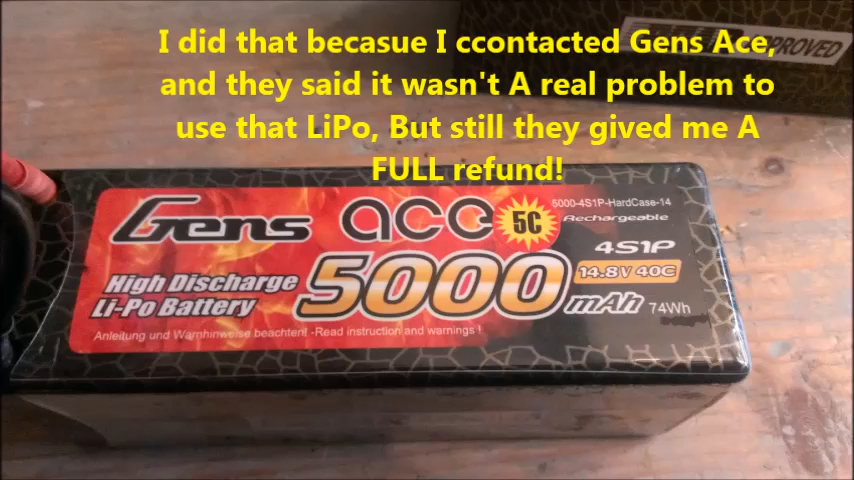 I did that becasue I ccontacted Gens Ace,
and they said it wasn't A real problem to
use that LiPo, But still they gived me A
FULL refund!
PROVED
Gens ace 5C
5000-4S1P-HardCase-14
Rechargeable
4S1P
14.8V 40C
High Discharge
Li-Po Battery
5000 mAh 74Wh
Anleitung und Warnhinweise beachten! -Read instruction and warnings !